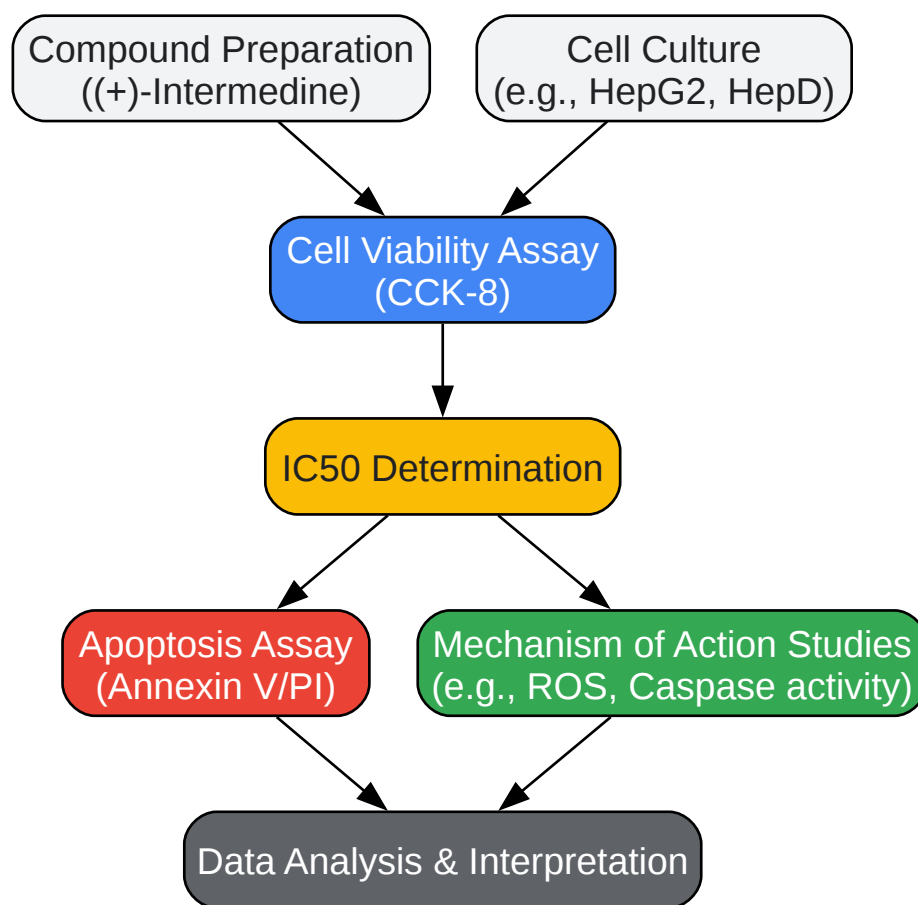 Compound Preparation
((+)-Intermedine)
Cell Culture
(e.g., HepG2, HepD)
Cell Viability Assay
(CCK-8)
IC50 Determination
Apoptosis Assay
(Annexin V/PI)
Mechanism of Action Studies
(e.g., ROS, Caspase activity)
Data Analysis & Interpretation